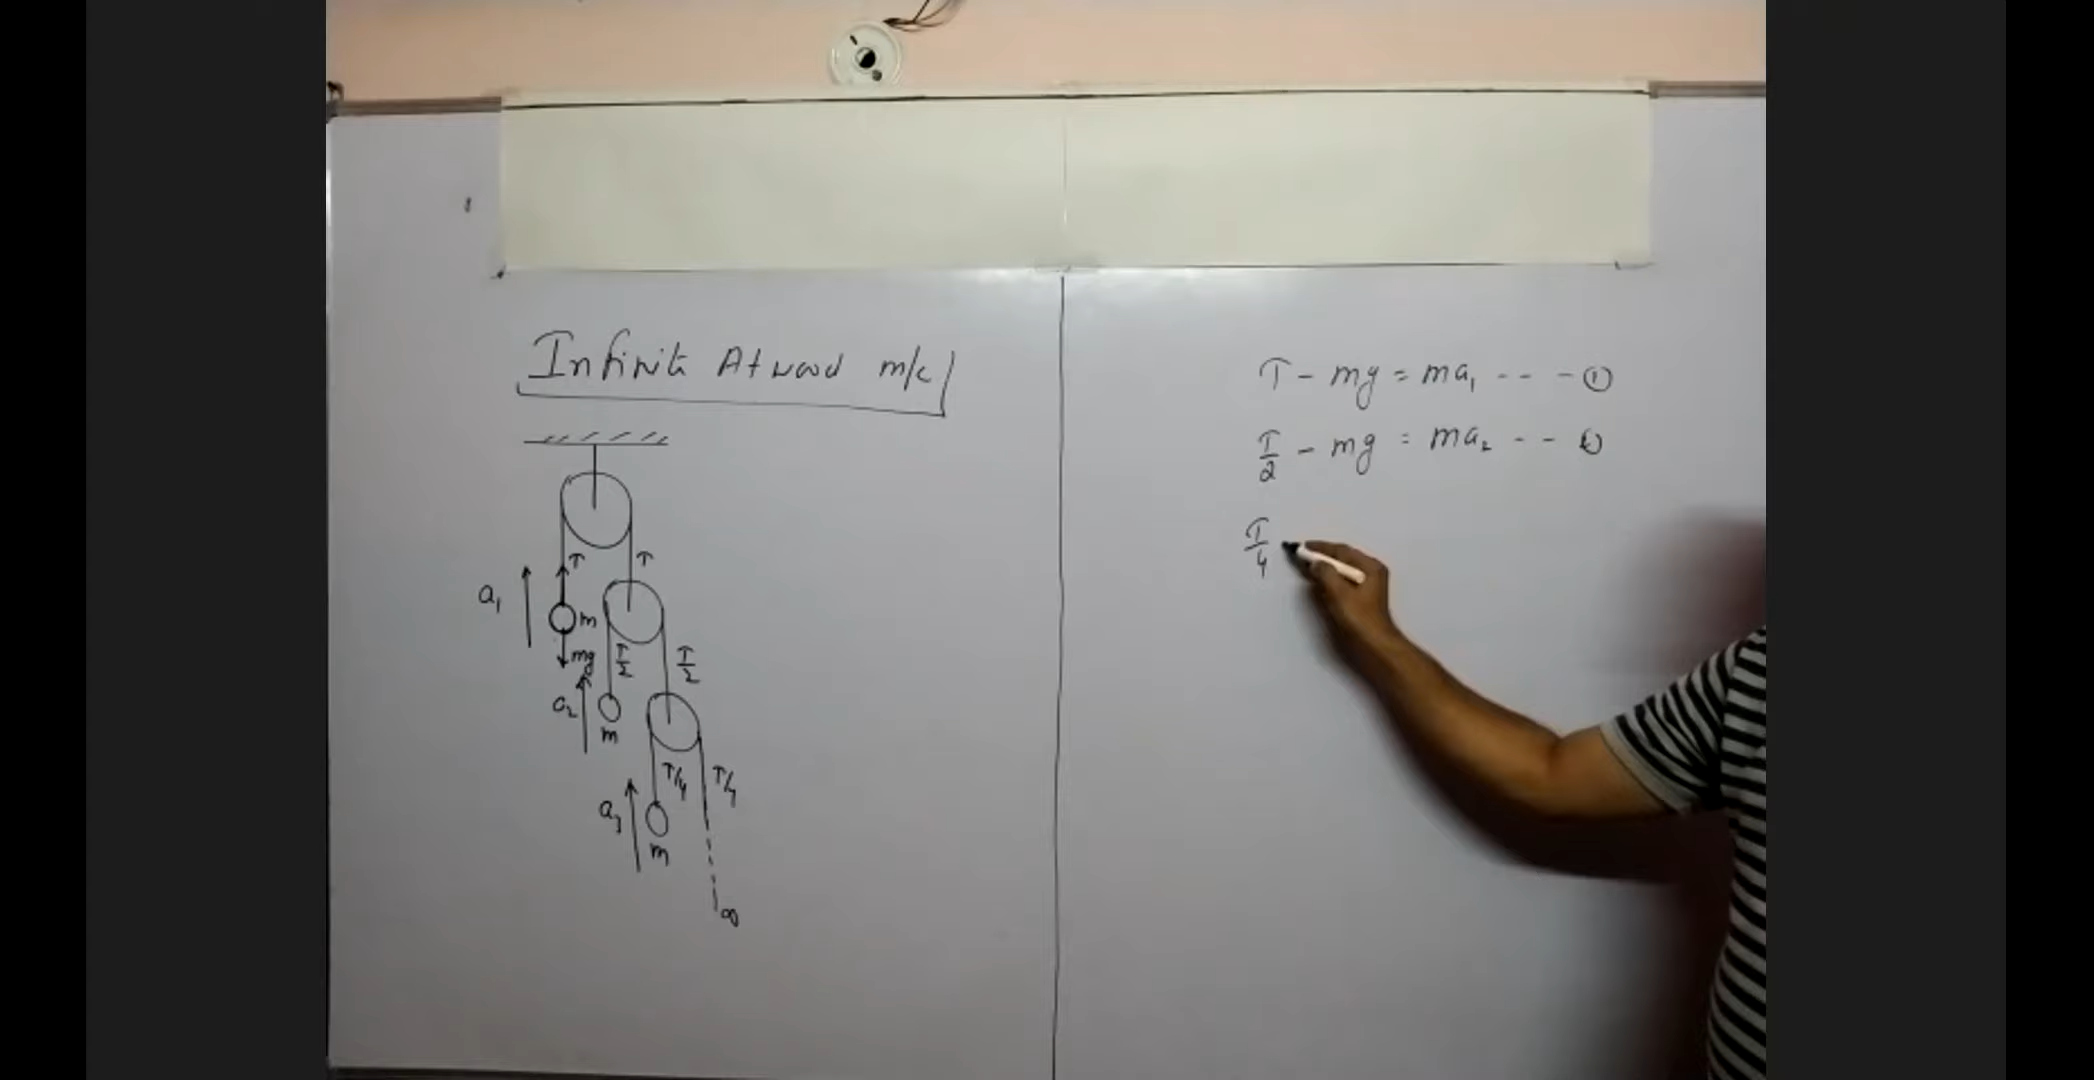 Infinite Atwood m/c
T - mg = ma₁ - - - ①
T/2 - mg = ma₂ - - ②
T/4 -
T
T
a₁
m
mg
T/2
T/2
a₂
m
T/4
T/4
a₃
m
∞